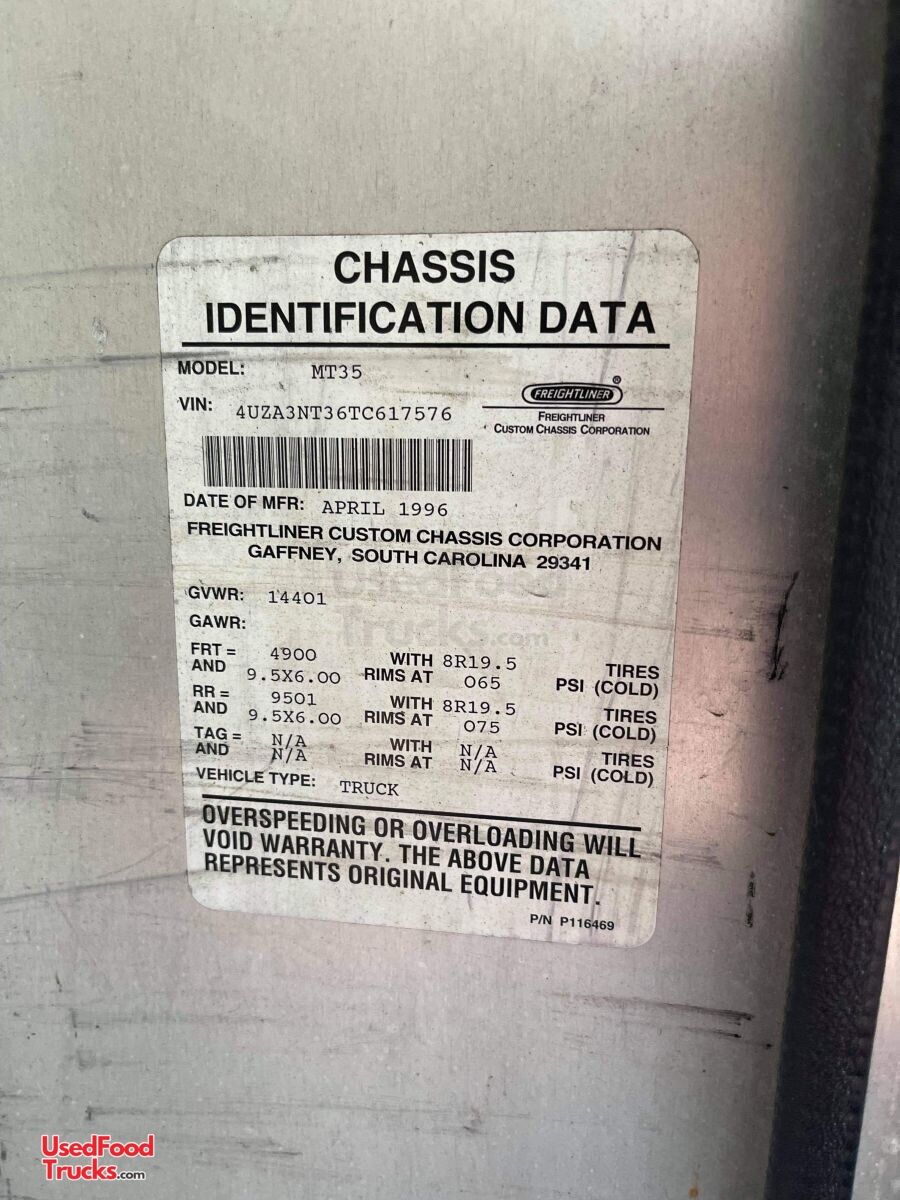 CHASSIS
IDENTIFICATION DATA
MODEL: MT35
FREIGHTLINER®
VIN: 4UZA3NT36TC617576
FREIGHTLINER
CUSTOM CHASSIS CORPORATION
DATE OF MFR: APRIL 1996
FREIGHTLINER CUSTOM CHASSIS CORPORATION
GAFFNEY, SOUTH CAROLINA 29341
GVWR: 14401
UsedFood
Trucks.com
GAWR:
FRT = 4900 WITH 8R19.5 TIRES
AND 9.5X6.00 RIMS AT 065 PSI (COLD)
RR = 9501 WITH 8R19.5 TIRES
AND 9.5X6.00 RIMS AT 075 PSI (COLD)
TAG = N/A WITH N/A TIRES
AND N/A RIMS AT N/A PSI (COLD)
VEHICLE TYPE: TRUCK
OVERSPEEDING OR OVERLOADING WILL
VOID WARRANTY. THE ABOVE DATA
REPRESENTS ORIGINAL EQUIPMENT.
P/N P116469
UsedFood
Trucks.com